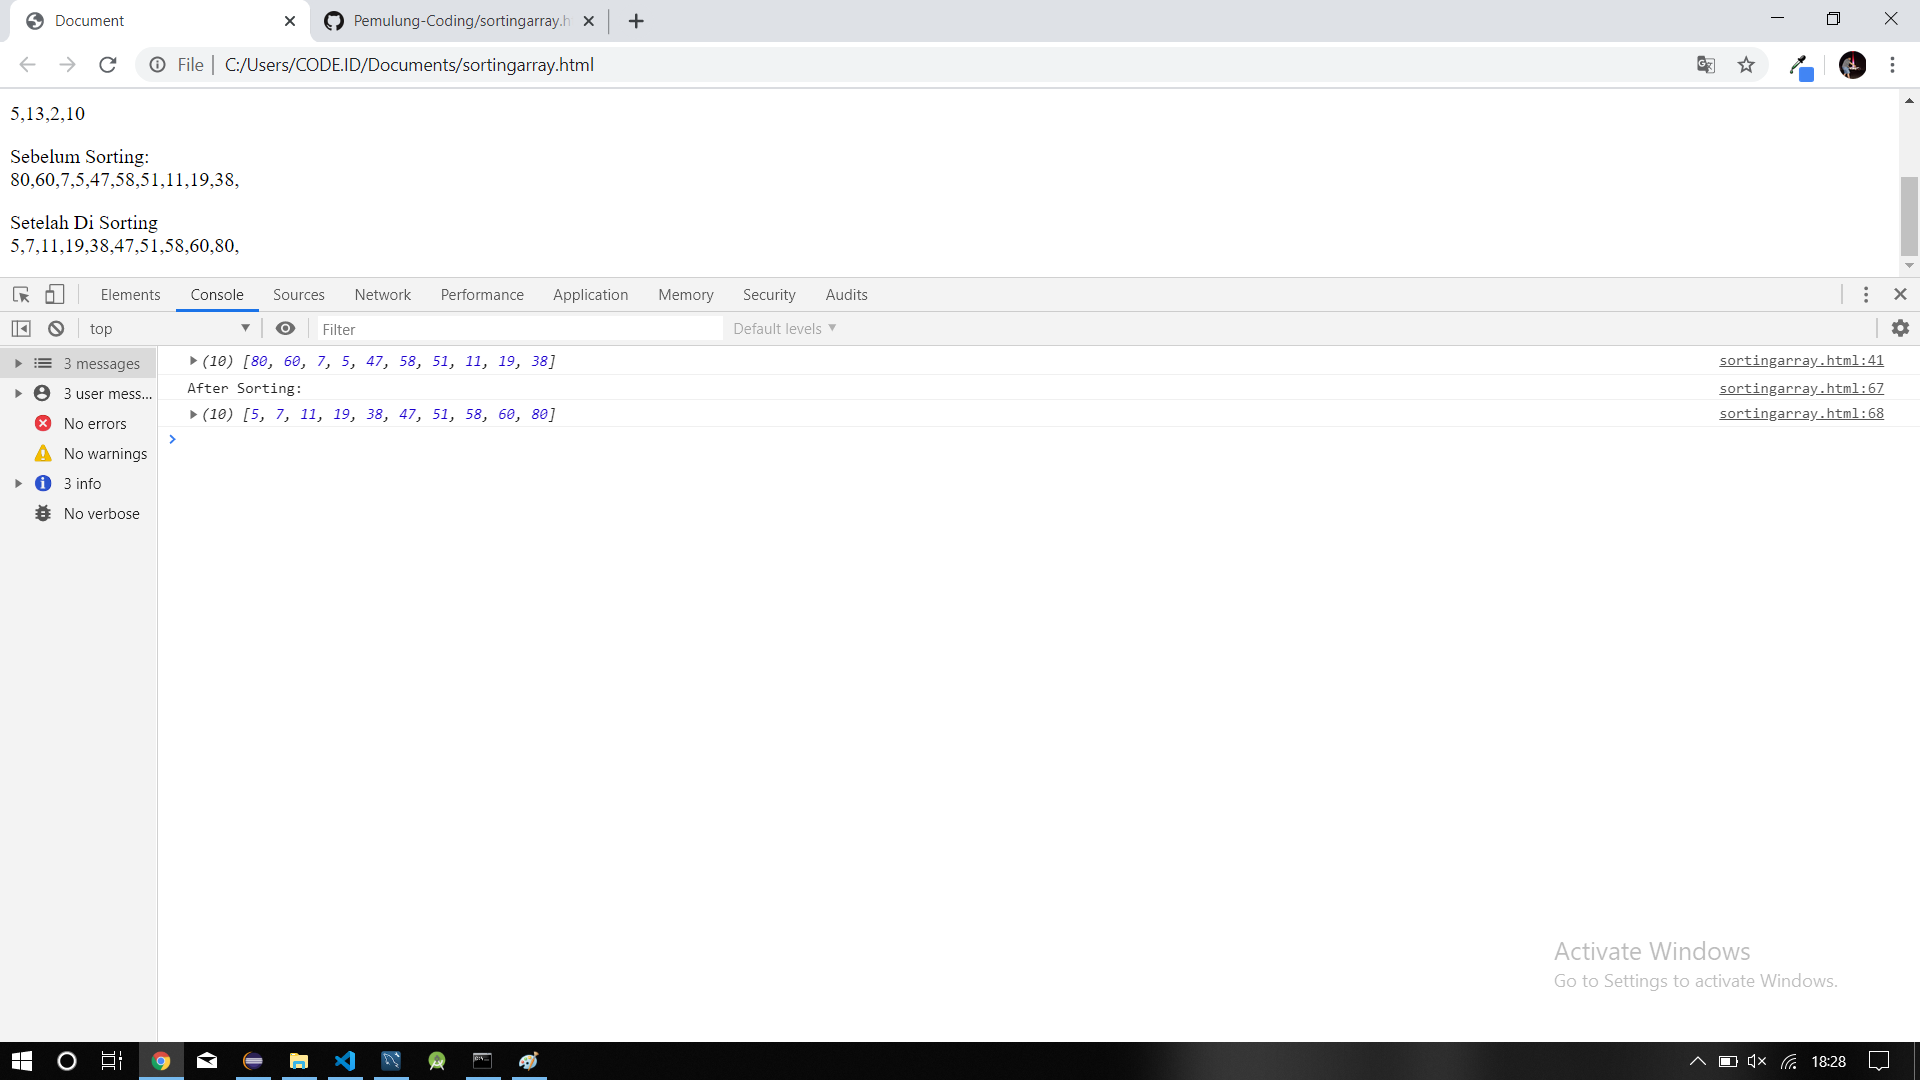 Document
Pemulung-Coding/sortingarray.h
File
C:/Users/CODE.ID/Documents/sortingarray.html
5,13,2,10
Sebelum Sorting:
80,60,7,5,47,58,51,11,19,38,
Setelah Di Sorting
5,7,11,19,38,47,51,58,60,80,
Elements Console Sources Network Performance Application Memory Security Audits
top Filter Default levels
3 messages
3 user mess...
No errors
No warnings
3 info
No verbose
(10) [80, 60, 7, 5, 47, 58, 51, 11, 19, 38] sortingarray.html:41
After Sorting: sortingarray.html:67
(10) [5, 7, 11, 19, 38, 47, 51, 58, 60, 80] sortingarray.html:68
Activate Windows
Go to Settings to activate Windows.
18:28